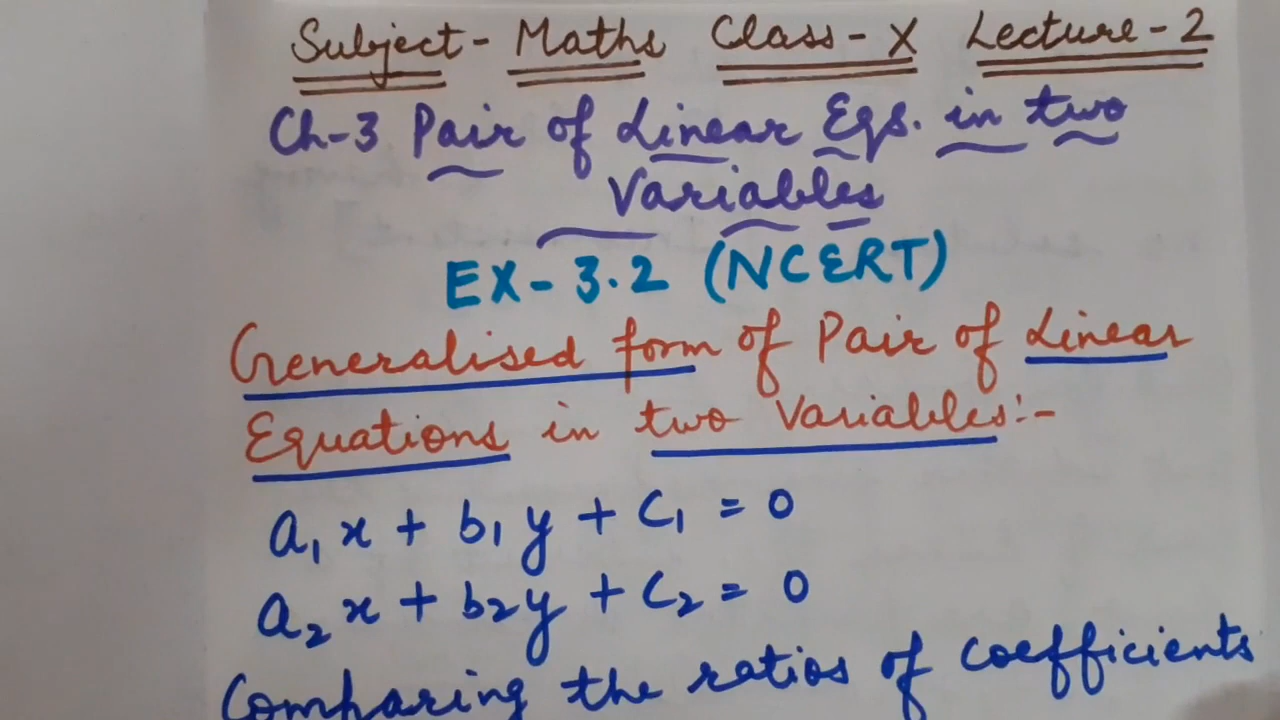 Subject- Maths Class-X Lecture-2
Ch-3 Pair of Linear Eqs. in two
Variables
EX-3.2 (NCERT)
Generalised form of Pair of Linear
Equations in two Variables:-
a₁x + b₁y + c₁ = 0
a₂x + b₂y + c₂ = 0
Comparing the ratios of coefficients